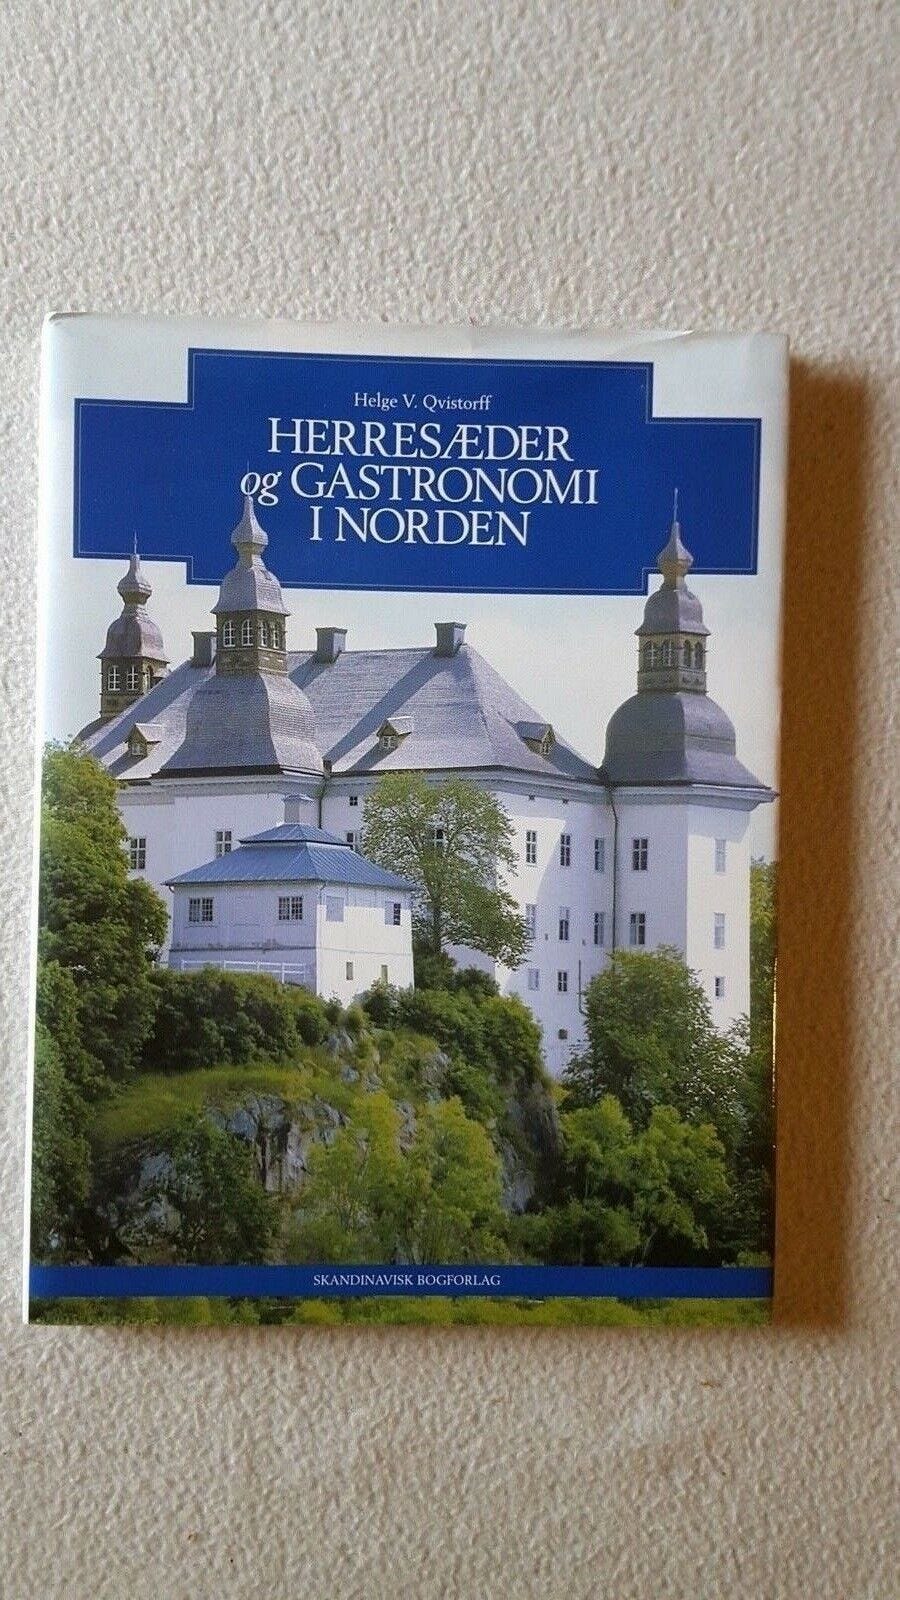 Helge V. Qvistorff
HERRESÆDER
og GASTRONOMI
I NORDEN
SKANDINAVISK BOGFORLAG